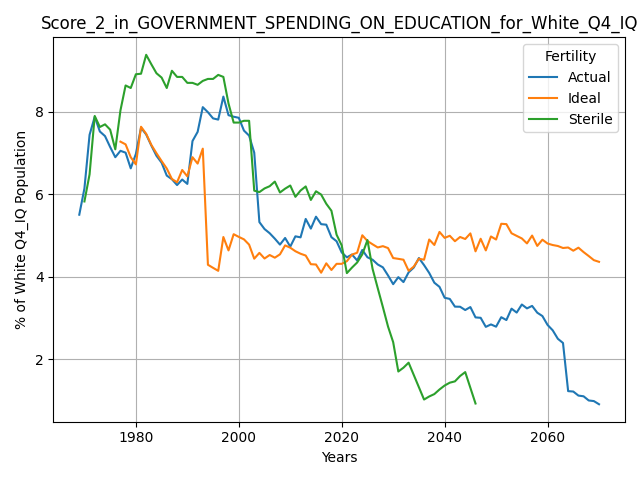 Score_2_in_GOVERNMENT_SPENDING_ON_EDUCATION_for_White_Q4_IQ
Fertility
Actual
Ideal
Sterile
% of White Q4_IQ Population
8
6
4
2
1980
2000
2020
2040
2060
Years